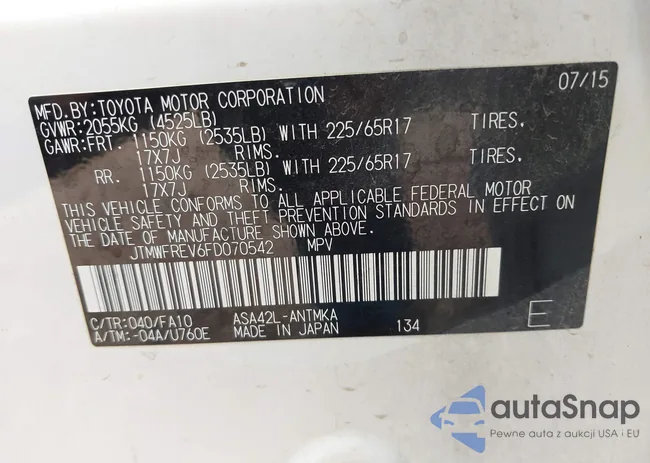 MFD.BY:TOYOTA MOTOR CORPORATION 07/15
GVWR:2055KG (4525LB)
GAWR:FRT. 1150KG (2535LB) WITH 225/65R17 TIRES.
17X7J RIMS.
RR. 1150KG (2535LB) WITH 225/65R17 TIRES.
17X7J RIMS.
THIS VEHICLE CONFORMS TO ALL APPLICABLE FEDERAL MOTOR
VEHICLE SAFETY AND THEFT PREVENTION STANDARDS IN EFFECT ON
THE DATE OF MANUFACTURE SHOWN ABOVE.
JTMWFREV6FD070542 MPV
C/TR:040/FA10 ASA42L-ANTMKA
A/TM:-04A/U760E MADE IN JAPAN 134 E
autaSnap
Pewne auta z aukcji USA i EU